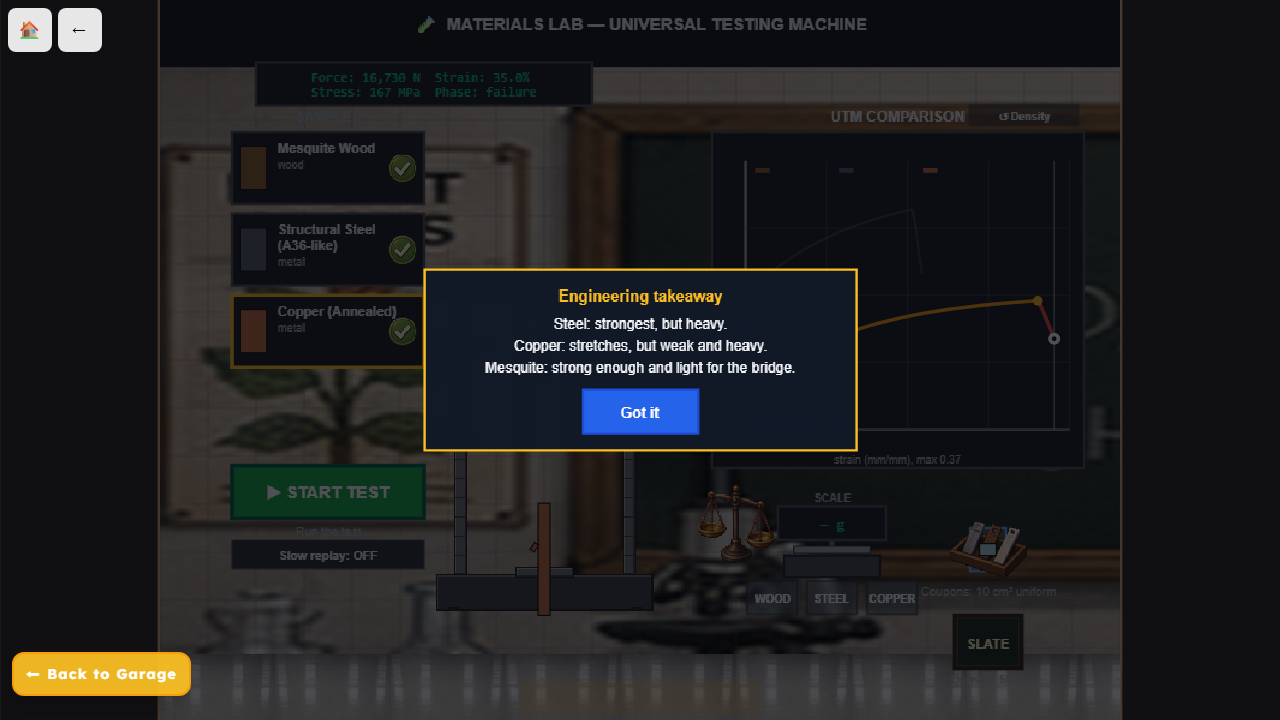 ←
MATERIALS LAB — UNIVERSAL TESTING MACHINE
Force: 16,730 N Strain: 35.0%
Stress: 167 MPa Phase: failure
UTM COMPARISON
↺ Density
Mesquite Wood
wood
Structural Steel
(A36-like)
metal
Copper (Annealed)
metal
Engineering takeaway
Steel: strongest, but heavy.
Copper: stretches, but weak and heavy.
Mesquite: strong enough and light for the bridge.
Got it
strain (mm/mm), max 0.37
▶ START TEST
Run the test
Slow replay: OFF
SCALE
— g
WOOD
STEEL
COPPER
Coupons: 10 cm³ uniform
SLATE
← Back to Garage